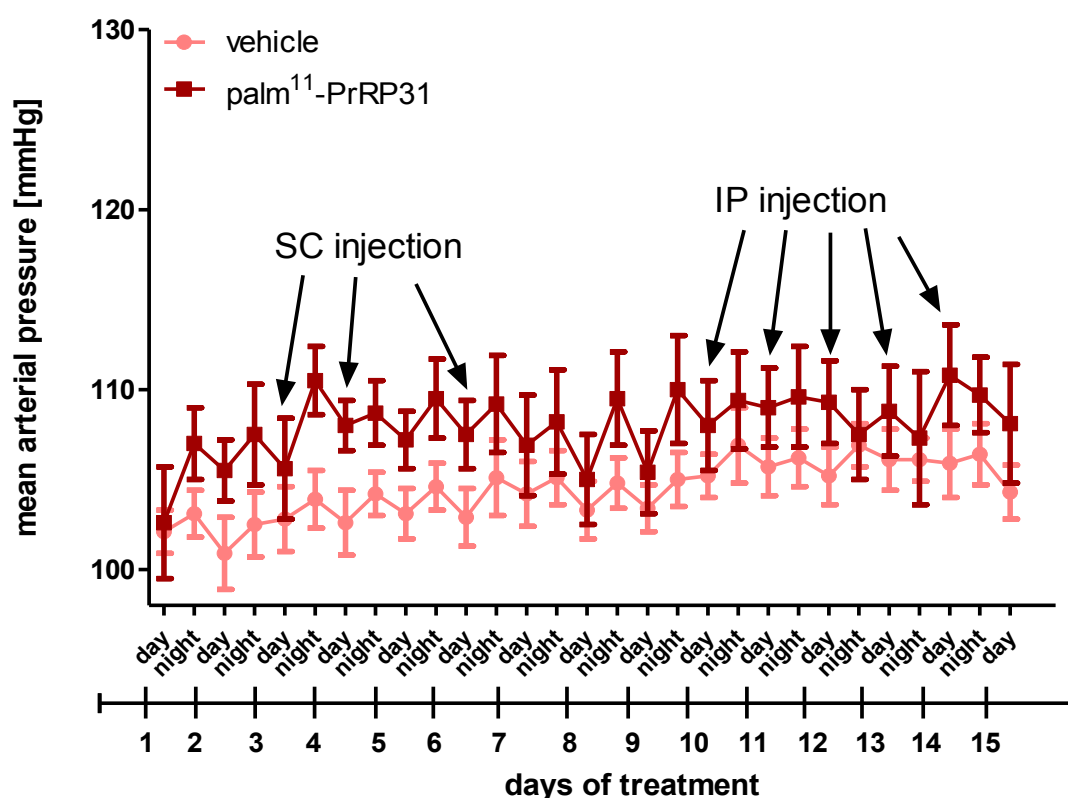 130
vehicle
palm¹¹-PrRP31
mean arterial pressure [mmHg]
120
IP injection
SC injection
110
100
day night day night day night day night day night day night day night day night day night day night day night day night day night day night day
1 2 3 4 5 6 7 8 9 10 11 12 13 14 15
days of treatment